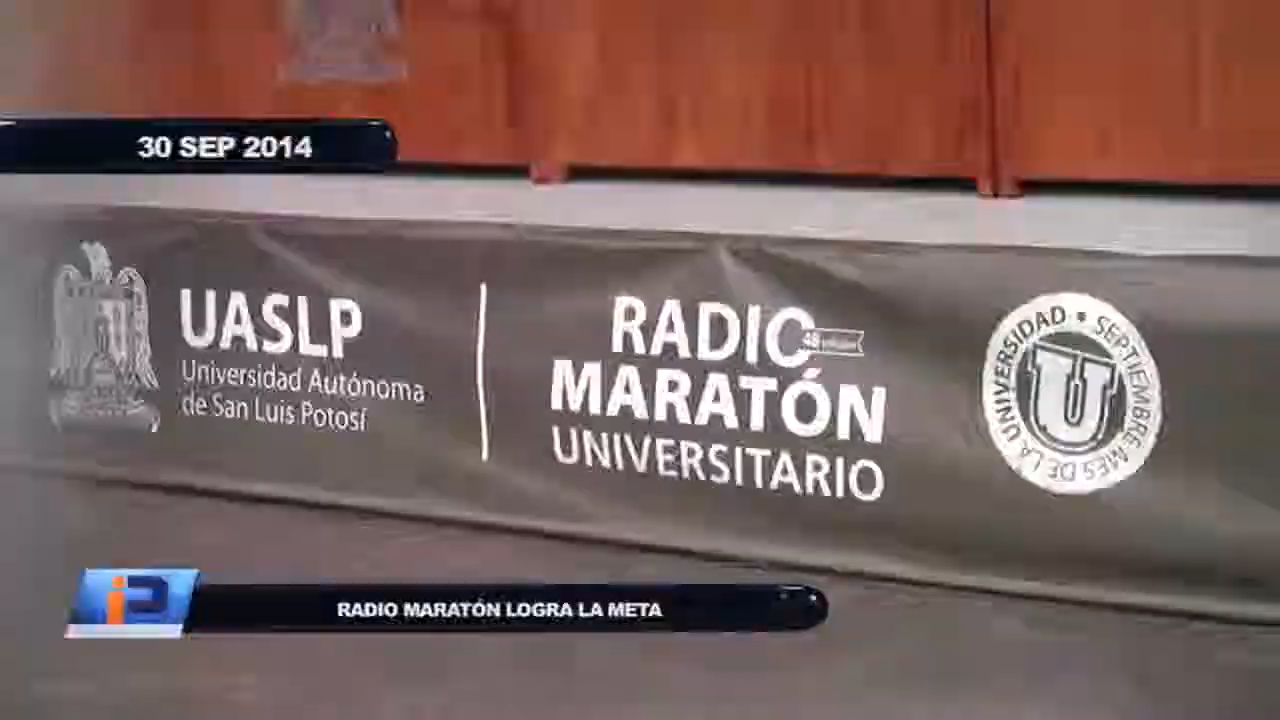 30 SEP 2014
UASLP
Universidad Autónoma
de San Luis Potosí
RADIO
MARATÓN
UNIVERSITARIO
UNIVERSIDAD • SEPTIEMBRE MES DE LA
RADIO MARATÓN LOGRA LA META